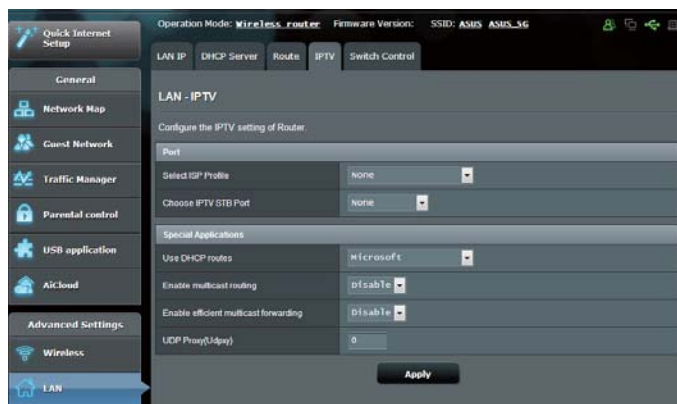 Quick Internet
Setup
Operation Mode: Wireless router Firmware Version: SSID: ASUS ASUS_5G
LAN IP DHCP Server Route IPTV Switch Control
General
Network Map
Guest Network
Traffic Manager
Parental control
USB application
AiCloud
Advanced Settings
Wireless
LAN
LAN - IPTV
Configure the IPTV setting of Router.
Port
Select ISP Profile None
Choose IPTV STB Port None
Special Applications
Use DHCP routes Microsoft
Enable multicast routing Disable
Enable efficient multicast forwarding Disable
UDP Proxy(Udpxy) 0
Apply